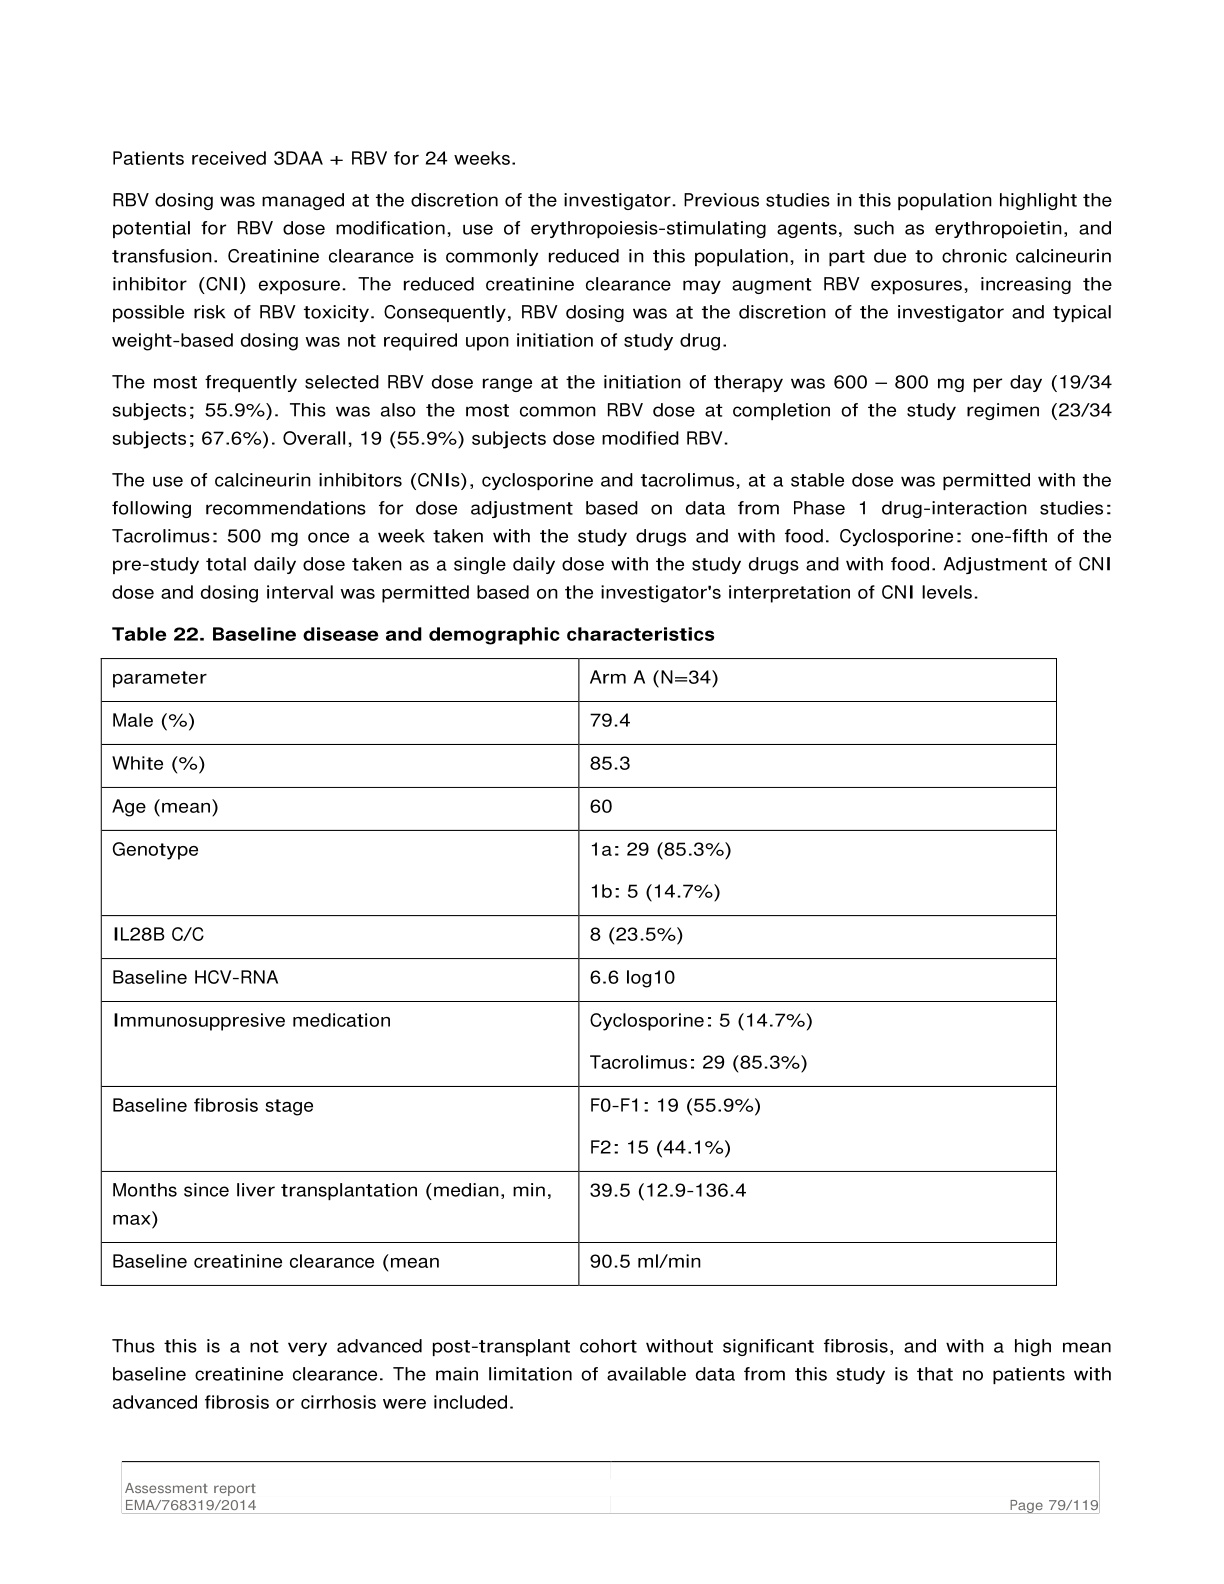 Patients received 3DAA + RBV for 24 weeks.
RBV dosing was managed at the discretion of the investigator. Previous studies in this population highlight the
potential for RBV dose modification, use of erythropoiesis-stimulating agents, such as erythropoietin, and
transfusion. Creatinine clearance is commonly reduced in this population, in part due to chronic calcineurin
inhibitor (CNI) exposure. The reduced creatinine clearance may augment RBV exposures, increasing the
possible risk of RBV toxicity. Consequently, RBV dosing was at the discretion of the investigator and typical
weight-based dosing was not required upon initiation of study drug.
The most frequently selected RBV dose range at the initiation of therapy was 600 – 800 mg per day (19/34
subjects; 55.9%). This was also the most common RBV dose at completion of the study regimen (23/34
subjects; 67.6%). Overall, 19 (55.9%) subjects dose modified RBV.
The use of calcineurin inhibitors (CNIs), cyclosporine and tacrolimus, at a stable dose was permitted with the
following recommendations for dose adjustment based on data from Phase 1 drug-interaction studies:
Tacrolimus: 500 mg once a week taken with the study drugs and with food. Cyclosporine: one-fifth of the
pre-study total daily dose taken as a single daily dose with the study drugs and with food. Adjustment of CNI
dose and dosing interval was permitted based on the investigator's interpretation of CNI levels.
Table 22. Baseline disease and demographic characteristics
parameter Arm A (N=34)
Male (%) 79.4
White (%) 85.3
Age (mean) 60
Genotype 1a: 29 (85.3%)
1b: 5 (14.7%)
IL28B C/C 8 (23.5%)
Baseline HCV-RNA 6.6 log10
Immunosuppresive medication Cyclosporine: 5 (14.7%)
Tacrolimus: 29 (85.3%)
Baseline fibrosis stage F0-F1: 19 (55.9%)
F2: 15 (44.1%)
Months since liver transplantation (median, min, 39.5 (12.9-136.4
max)
Baseline creatinine clearance (mean 90.5 ml/min
Thus this is a not very advanced post-transplant cohort without significant fibrosis, and with a high mean
baseline creatinine clearance. The main limitation of available data from this study is that no patients with
advanced fibrosis or cirrhosis were included.
Assessment report
EMA/768319/2014 Page 79/119